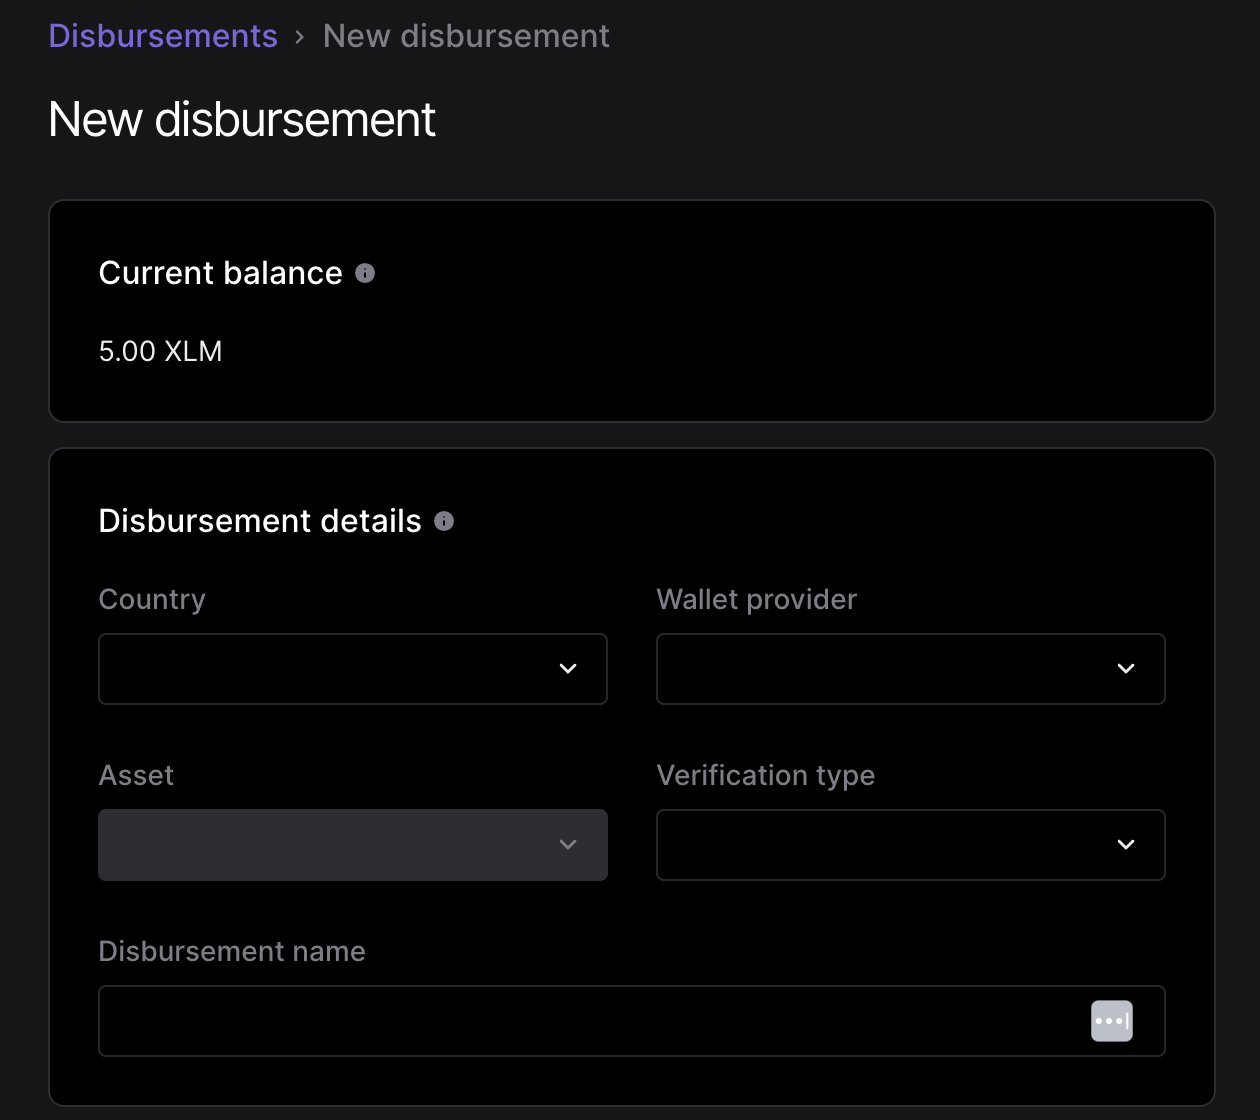 Disbursements › New disbursement
New disbursement
Current balance
5.00 XLM
Disbursement details
Country Wallet provider
Asset Verification type
Disbursement name